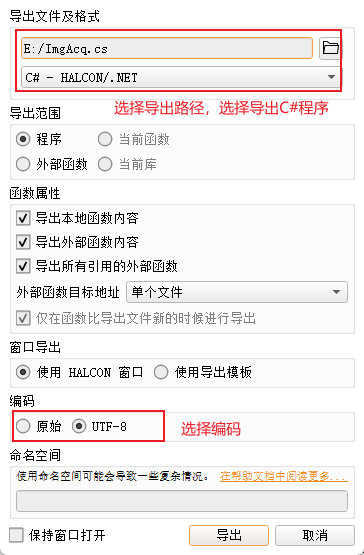 导出文件及格式
E:/ImgAcq.cs
C# - HALCON/.NET
选择导出路径，选择导出C#程序
导出范围
程序 当前函数
外部函数 当前库
函数属性
导出本地函数内容
导出外部函数内容
导出所有引用的外部函数
外部函数目标地址 单个文件
仅在函数比导出文件新的时候进行导出
窗口导出
使用 HALCON 窗口 使用导出模板
编码
原始 UTF-8 选择编码
命名空间
使用命名空间可能会导致一些复杂情况。 在帮助文档中阅读更多...
保持窗口打开 导出 取消